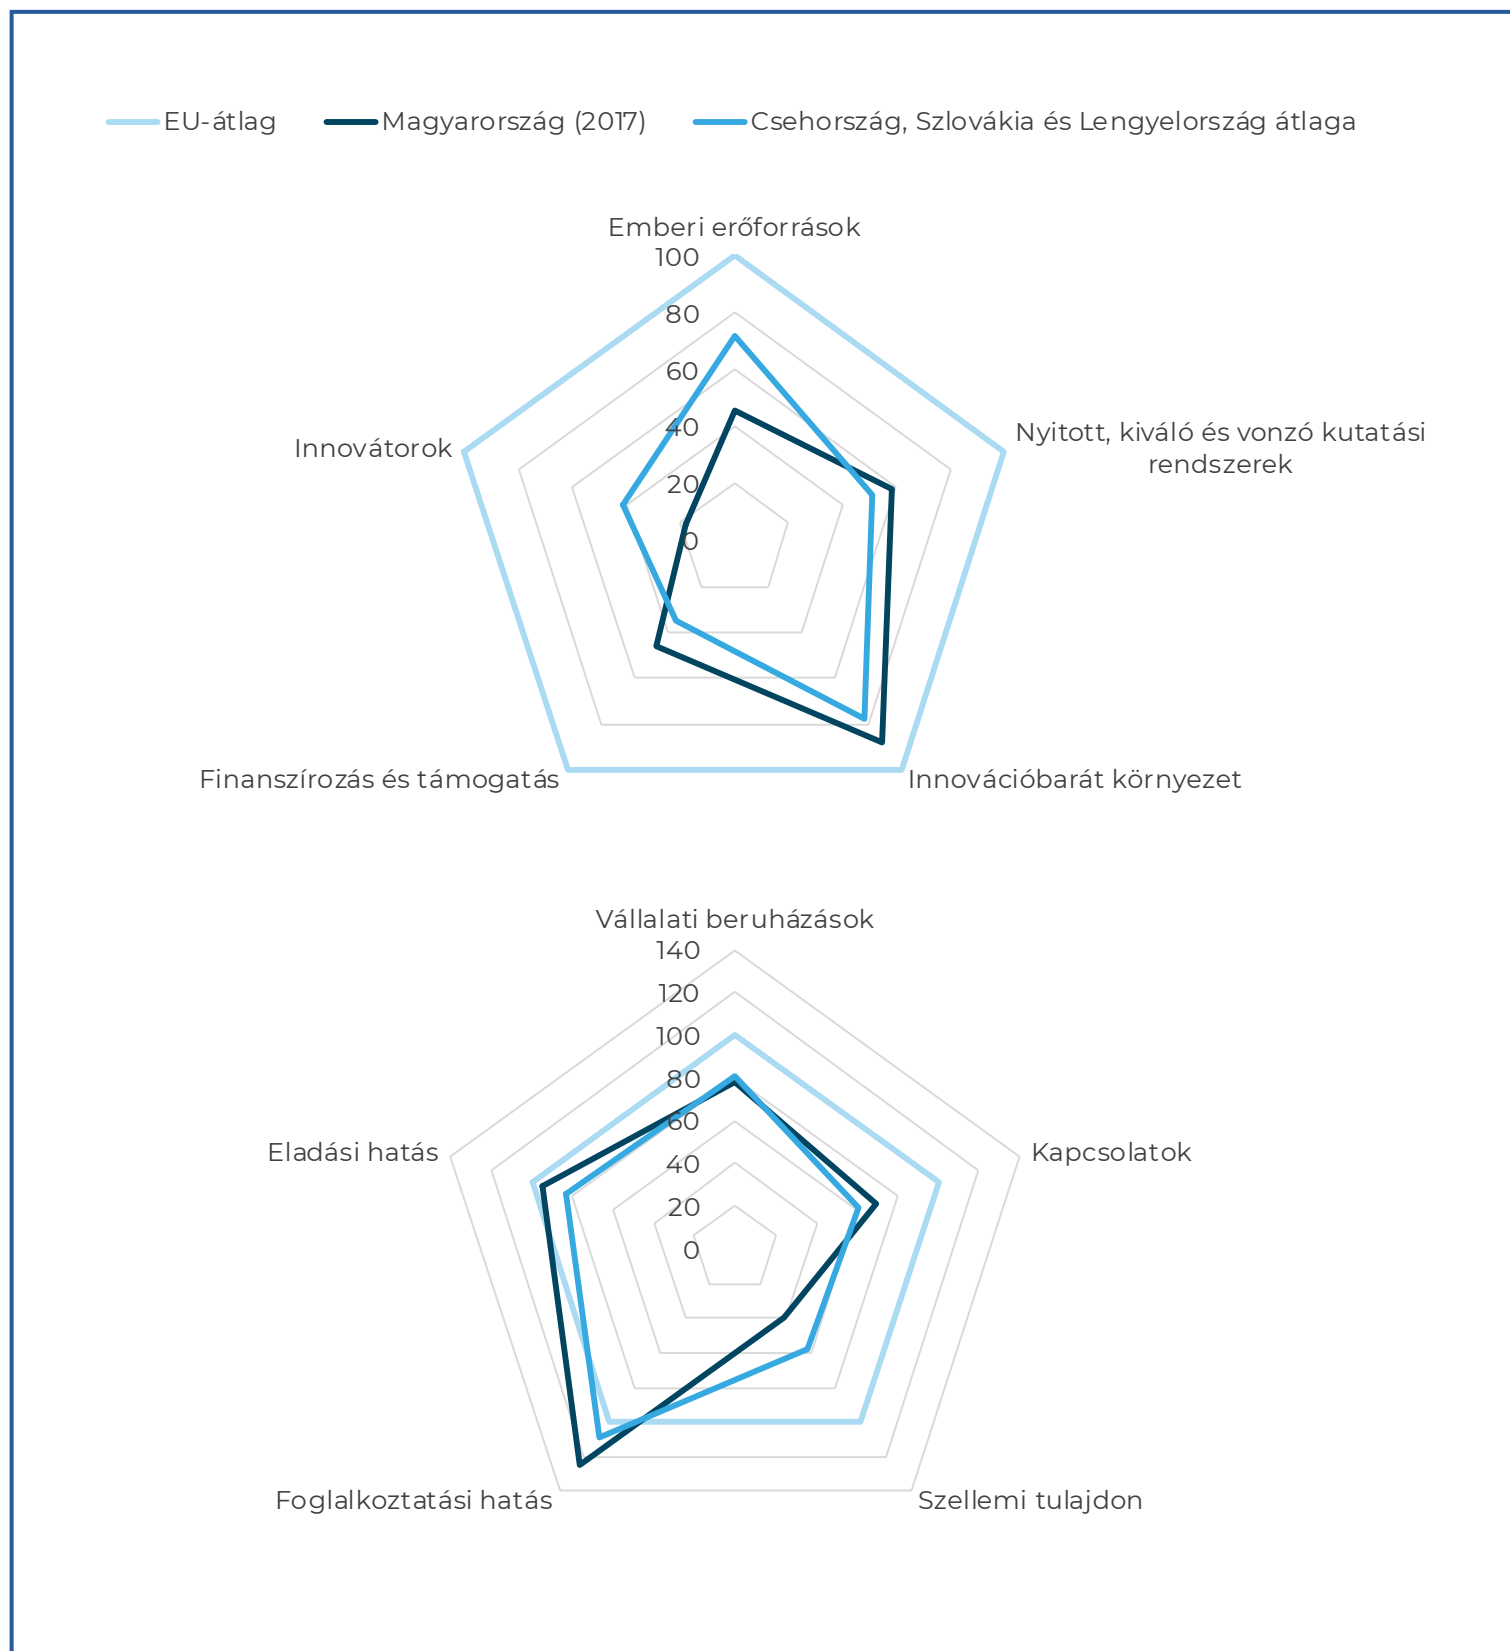 EU-átlag Magyarország (2017) Csehország, Szlovákia és Lengyelország átlaga
Emberi erőforrások
100
80
60
40
20
0
Nyitott, kiváló és vonzó kutatási
rendszerek
Innovátorok
Finanszírozás és támogatás
Innovációbarát környezet
Vállalati beruházások
140
120
100
80
60
40
20
0
Eladási hatás
Kapcsolatok
Foglalkoztatási hatás
Szellemi tulajdon